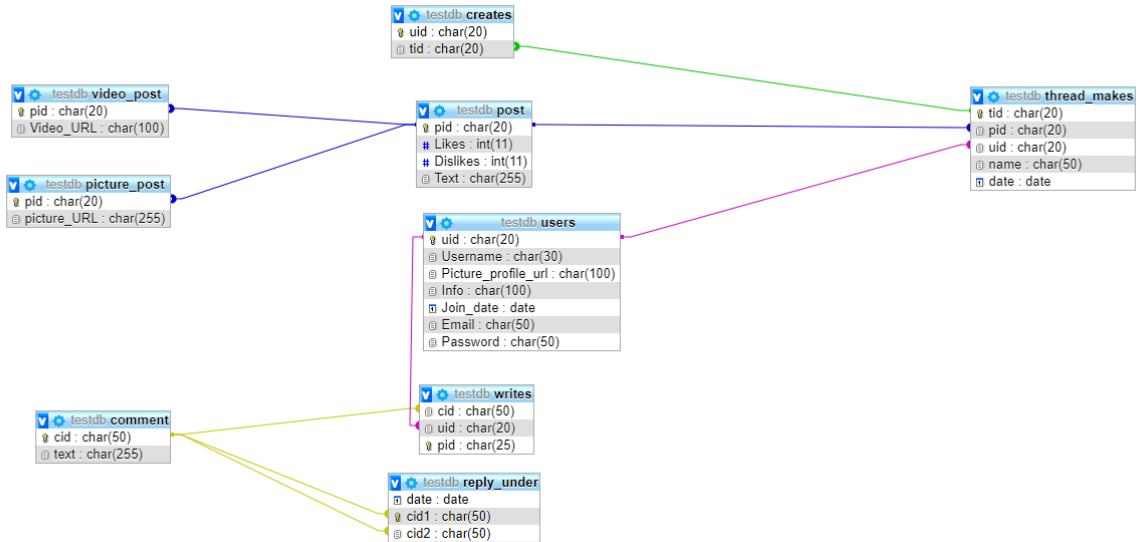 testdb creates
uid : char(20)
tid : char(20)
testdb video_post
pid : char(20)
Video_URL : char(100)
testdb post
pid : char(20)
# Likes : int(11)
# Dislikes : int(11)
Text : char(255)
testdb thread_makes
tid : char(20)
pid : char(20)
uid : char(20)
name : char(50)
date : date
testdb picture_post
pid : char(20)
picture_URL : char(255)
testdb users
uid : char(20)
Username : char(30)
Picture_profile_url : char(100)
Info : char(100)
Join_date : date
Email : char(50)
Password : char(50)
testdb writes
cid : char(50)
uid : char(20)
pid : char(25)
testdb comment
cid : char(50)
text : char(255)
testdb reply_under
date : date
cid1 : char(50)
cid2 : char(50)